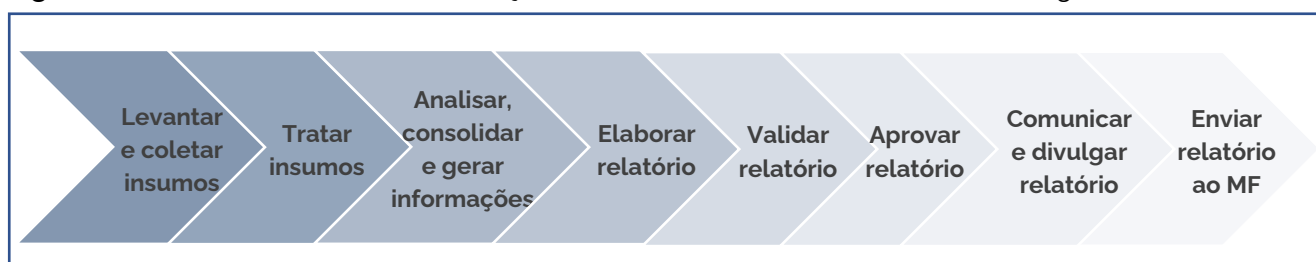 Levantar
e coletar
insumos
Tratar
insumos
Analisar,
consolidar
e gerar
informações
Elaborar
relatório
Validar
relatório
Aprovar
relatório
Comunicar
e divulgar
relatório
Enviar
relatório
ao MF